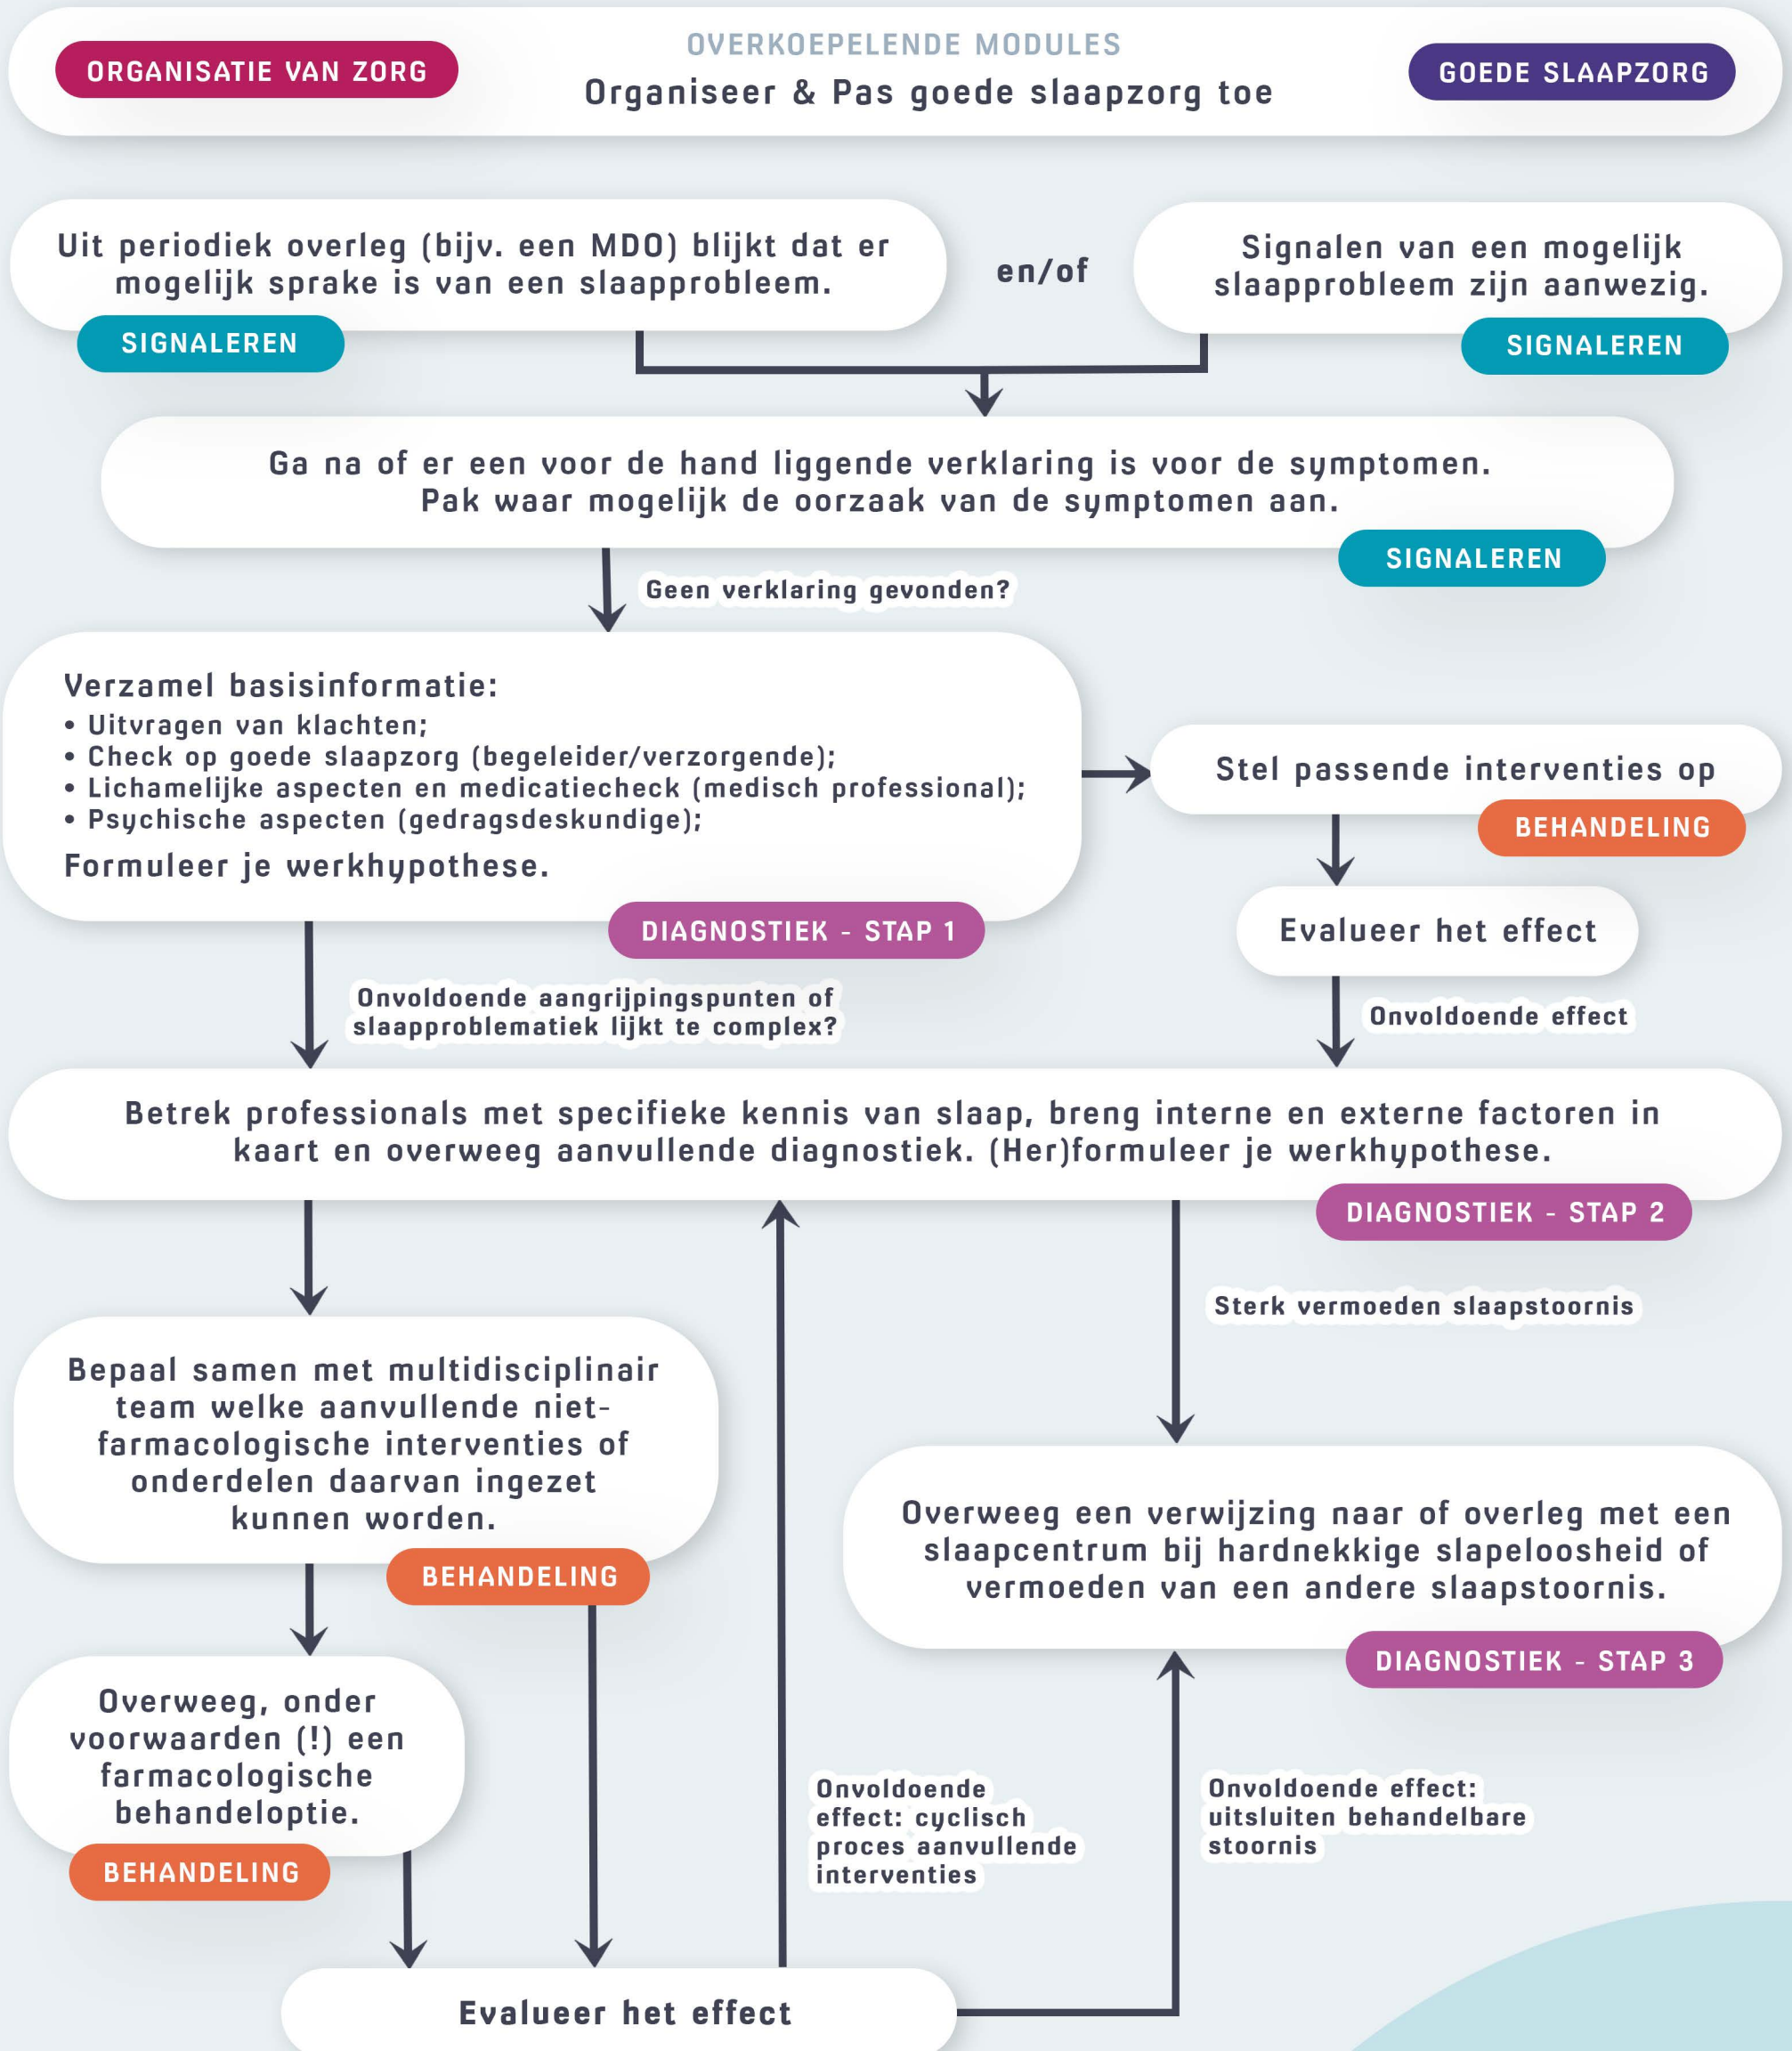 ORGANISATIE VAN ZORG
OVERKOEPELENDE MODULES
Organiseer & Pas goede slaapzorg toe
GOEDE SLAAPZORG
Uit periodiek overleg (bijv. een MDO) blijkt dat er
mogelijk sprake is van een slaapprobleem.
SIGNALEREN
en/of
Signalen van een mogelijk
slaapprobleem zijn aanwezig.
SIGNALEREN
Ga na of er een voor de hand liggende verklaring is voor de symptomen.
Pak waar mogelijk de oorzaak van de symptomen aan.
SIGNALEREN
Geen verklaring gevonden?
Verzamel basisinformatie:
• Uitvragen van klachten;
• Check op goede slaapzorg (begeleider/verzorgende);
• Lichamelijke aspecten en medicatiecheck (medisch professional);
• Psychische aspecten (gedragsdeskundige);
Formuleer je werkhypothese.
DIAGNOSTIEK - STAP 1
Stel passende interventies op
BEHANDELING
Evalueer het effect
Onvoldoende aangrijpingspunten of
slaapproblematiek lijkt te complex?
Onvoldoende effect
Betrek professionals met specifieke kennis van slaap, breng interne en externe factoren in
kaart en overweeg aanvullende diagnostiek. (Her)formuleer je werkhypothese.
DIAGNOSTIEK - STAP 2
Sterk vermoeden slaapstoornis
Bepaal samen met multidisciplinair
team welke aanvullende niet-
farmacologische interventies of
onderdelen daarvan ingezet
kunnen worden.
BEHANDELING
Overweeg een verwijzing naar of overleg met een
slaapcentrum bij hardnekkige slapeloosheid of
vermoeden van een andere slaapstoornis.
DIAGNOSTIEK - STAP 3
Overweeg, onder
voorwaarden (!) een
farmacologische
behandeloptie.
BEHANDELING
Onvoldoende
effect: cyclisch
proces aanvullende
interventies
Onvoldoende effect:
uitsluiten behandelbare
stoornis
Evalueer het effect